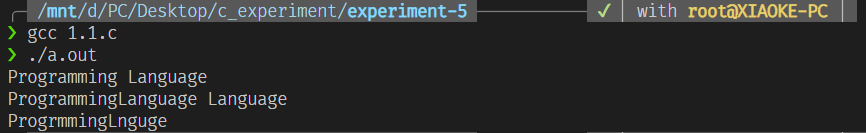 /mnt/d/PC/Desktop/c_experiment/experiment-5 ✓ | with root@XIAOKE-PC |
❯ gcc 1.1.c
❯ ./a.out
Programming Language
ProgrammingLanguage Language
ProgrmmingLnguge